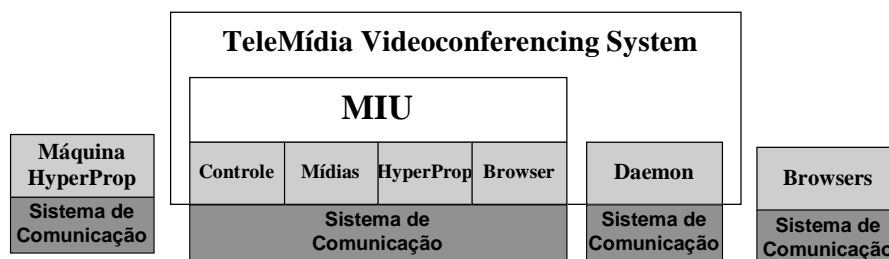 TeleMídia Videoconferencing System
MIU
Máquina
HyperProp
Controle
Mídias
HyperProp
Browser
Daemon
Browsers
Sistema de
Comunicação
Sistema de
Comunicação
Sistema de
Comunicação
Sistema de
Comunicação